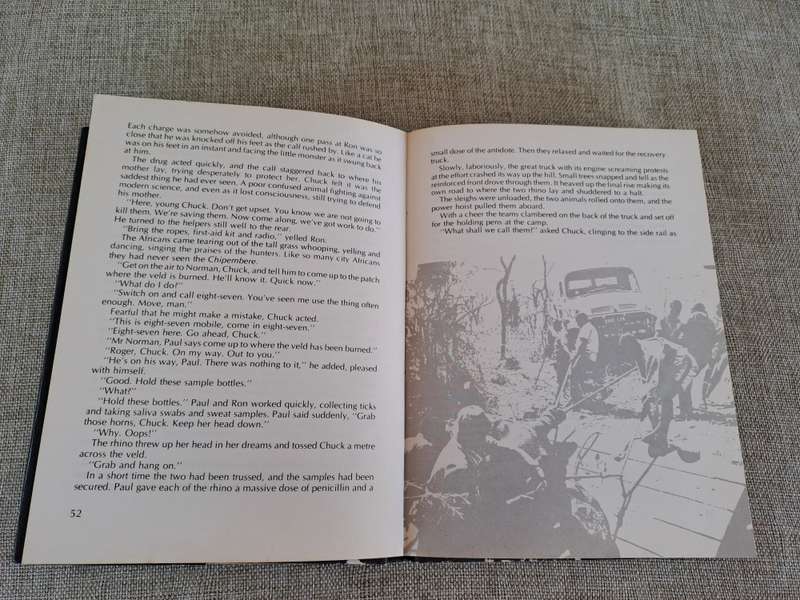 Each charge was somehow avoided, although one pass at Ron was so
close that he was knocked off his feet as the calf rushed by. Like a cat he
was on his feet in an instant and facing the little monster as it swung back
at him.
The drug acted quickly, and the calf staggered back to where his
mother lay, trying desperately to protect her. Chuck felt it was the
saddest thing he had ever seen. A poor confused animal fighting against
modern science, and even as it lost consciousness, still trying to defend
his mother.
"Here, young Chuck. Don't get upset. You know we are not going to
kill them. We're saving them. Now come along, we've got work to do."
He turned to the helpers still well to the rear.
"Bring the ropes, first-aid kit and radio," yelled Ron.
The Africans came tearing out of the tall grass whooping, yelling and
dancing, singing the praises of the hunters. Like so many city Africans
they had never seen the Chipembere.
"Get on the air to Norman, Chuck, and tell him to come up to the patch
where the veld is burned. He'll know it. Quick now."
"What do I do?"
"Switch on and call eight-seven. You've seen me use the thing often
enough. Move, man."
Fearful that he might make a mistake, Chuck acted.
"This is eight-seven mobile, come in eight-seven."
"Eight-seven here. Go ahead, Chuck."
"Mr Norman, Paul says come up to where the veld has been burned."
"Roger, Chuck. On my way. Out to you."
"He's on his way, Paul. There was nothing to it," he added, pleased
with himself.
"Good. Hold these sample bottles."
"What?"
"Hold these bottles." Paul and Ron worked quickly, collecting ticks
and taking saliva swabs and sweat samples. Paul said suddenly, "Grab
those horns, Chuck. Keep her head down."
"Why. Oops!"
The rhino threw up her head in her dreams and tossed Chuck a metre
across the veld.
"Grab and hang on."
In a short time the two had been trussed, and the samples had been
secured. Paul gave each of the rhino a massive dose of penicillin and a
52
small dose of the antidote. Then they relaxed and waited for the recovery
truck.
Slowly, laboriously, the great truck with its engine screaming protests
at the effort crashed its way up the hill. Small trees snapped and fell as the
reinforced front drove through them. It heaved up the final rise making its
own road to where the two rhino lay and shuddered to a halt.
The sleighs were unloaded, the two animals rolled onto them, and the
power hoist pulled them aboard.
With a cheer the teams clambered on the back of the truck and set off
for the holding pens at the camp.
"What shall we call them?" asked Chuck, clinging to the side rail as